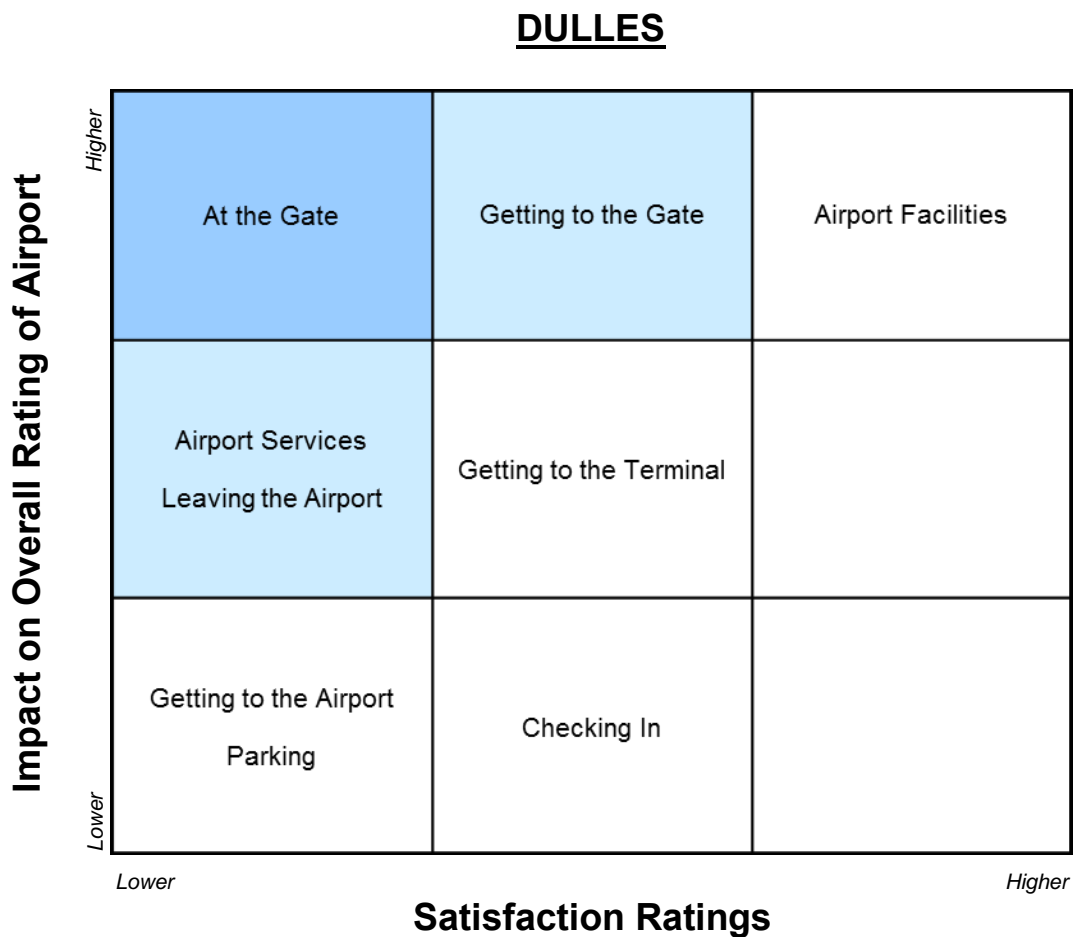 DULLES
Impact on Overall Rating of Airport
Higher
At the Gate
Getting to the Gate
Airport Facilities
Airport Services
Leaving the Airport
Getting to the Terminal
Getting to the Airport
Parking
Checking In
Lower
Lower
Higher
Satisfaction Ratings